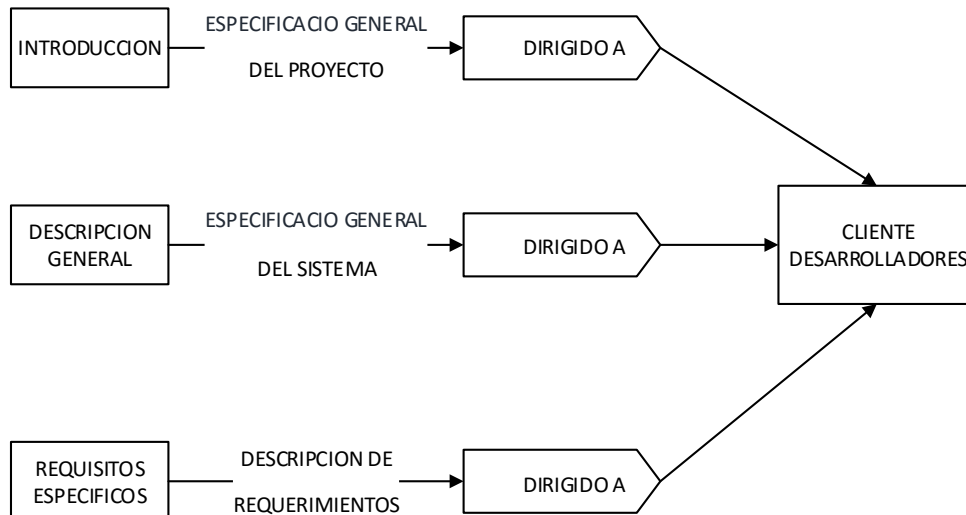 INTRODUCCION
ESPECIFICACIO GENERAL
DEL PROYECTO
DIRIGIDO A
DESCRIPCION
GENERAL
ESPECIFICACIO GENERAL
DEL SISTEMA
DIRIGIDO A
CLIENTE
DESARROLLADORES
REQUISITOS
ESPECIFICOS
DESCRIPCION DE
REQUERIMIENTOS
DIRIGIDO A